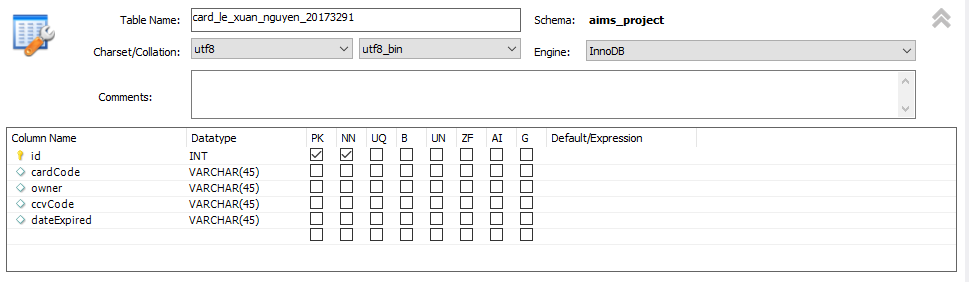 Table Name: card_le_xuan_nguyen_20173291 Schema: aims_project
Charset/Collation: utf8 utf8_bin Engine: InnoDB
Comments:
Column Name Datatype PK NN UQ B UN ZF AI G Default/Expression
id INT
cardCode VARCHAR(45)
owner VARCHAR(45)
ccvCode VARCHAR(45)
dateExpired VARCHAR(45)